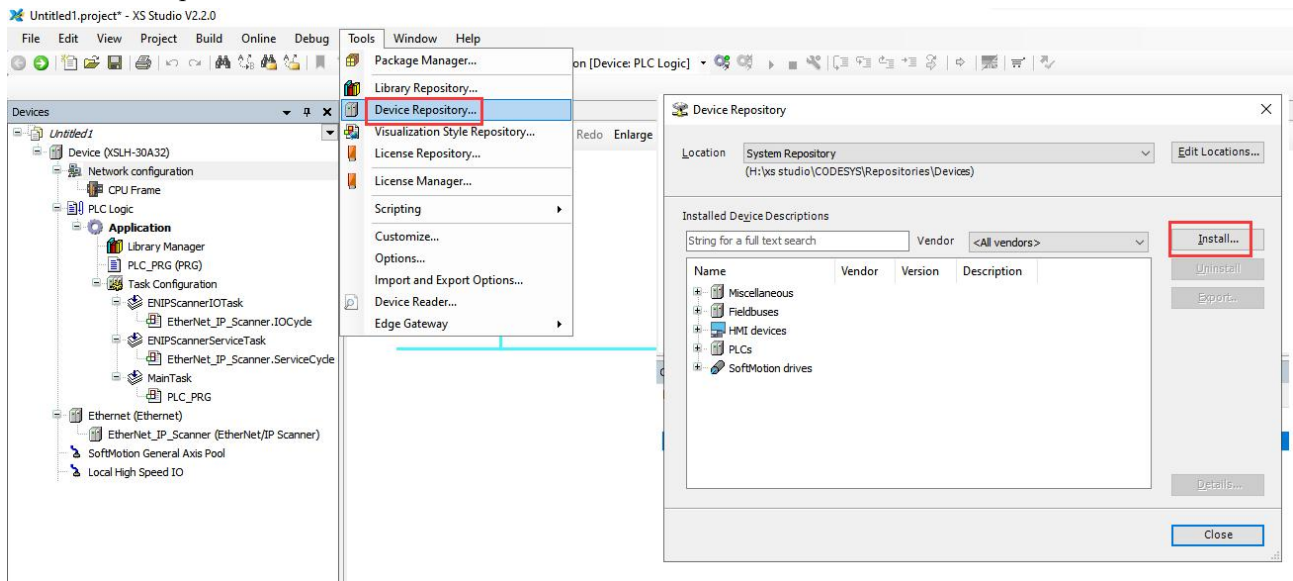 Untitled1.project* - XS Studio V2.2.0
File Edit View Project Build Online Debug Tools Window Help
on [Device: PLC Logic]
Devices
Untitled1
Device (XSLH-30A32)
Network configuration
CPU Frame
PLC Logic
Application
Library Manager
PLC_PRG (PRG)
Task Configuration
ENIPScannerIOTask
EtherNet_IP_Scanner.IOCycle
ENIPScannerServiceTask
EtherNet_IP_Scanner.ServiceCycle
MainTask
PLC_PRG
Ethernet (Ethernet)
EtherNet_IP_Scanner (EtherNet/IP Scanner)
SoftMotion General Axis Pool
Local High Speed IO
Package Manager...
Library Repository...
Device Repository...
Visualization Style Repository...
License Repository...
License Manager...
Scripting
Customize...
Options...
Import and Export Options...
Device Reader...
Edge Gateway
Redo Enlarge
Device Repository
Location System Repository Edit Locations...
(H:\xs studio\CODESYS\Repositories\Devices)
Installed Device Descriptions
String for a full text search Vendor <All vendors> Install...
Name Vendor Version Description
Uninstall
Export...
Miscellaneous
Fieldbuses
HMI devices
PLCs
SoftMotion drives
Details...
Close